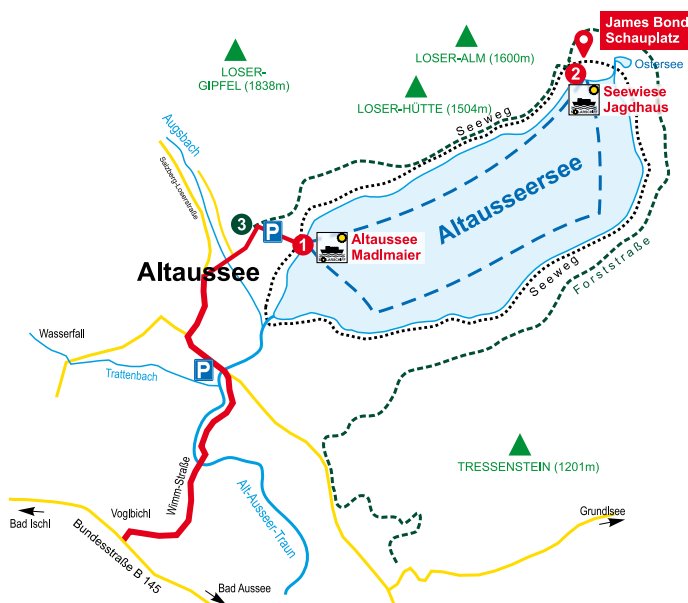 James Bond
Schauplatz
LOSER-ALM (1600m)
LOSER-
GIPFEL (1838m)
Ostersee
2
Seewiese
Jagdhaus
LOSER-HÜTTE (1504m)
Seeweg
Augsbach
Salzberg-Loserstraße
Altausseersee
3
P
1
Altaussee
Madlmaier
Altaussee
Seeweg
Forststraße
Wasserfall
Trattenbach
P
TRESSENSTEIN (1201m)
Wimm-Straße
Alt-Ausseer-Traun
Voglbichl
Bad Ischl
Grundlsee
Bundesstraße B 145
Bad Aussee